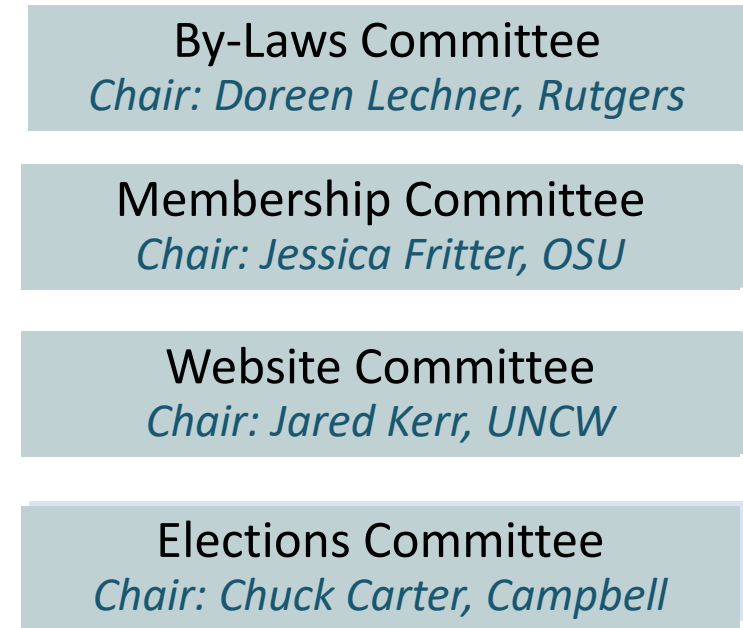 By-Laws Committee
Chair: Doreen Lechner, Rutgers
Membership Committee
Chair: Jessica Fritter, OSU
Website Committee
Chair: Jared Kerr, UNCW
Elections Committee
Chair: Chuck Carter, Campbell